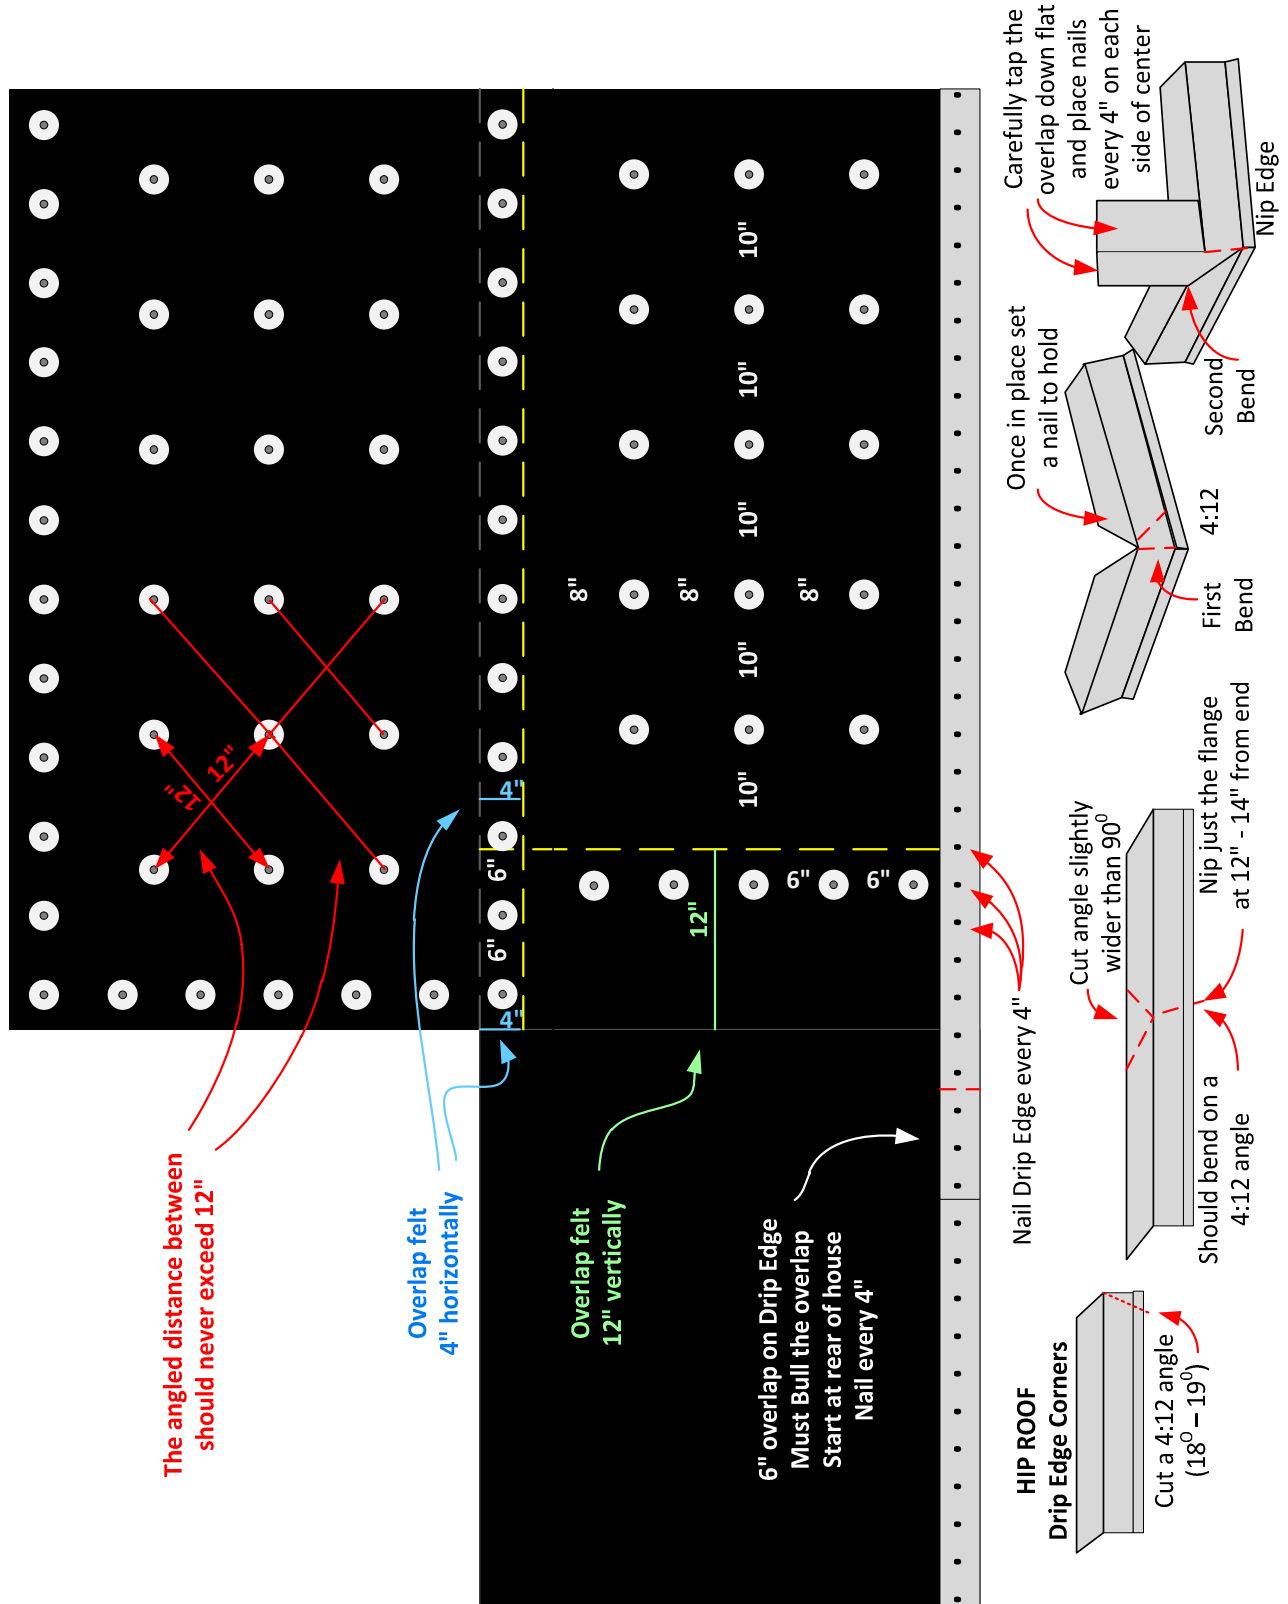 The angled distance between
should never exceed 12"
12"
12"
Overlap felt
4" horizontally
4"
4"
6"
6"
Overlap felt
12" vertically
12"
8"
8"
8"
10"
10"
10"
10"
10"
6"
6"
6" overlap on Drip Edge
Must Bull the overlap
Start at rear of house
Nail every 4"
Nail Drip Edge every 4"
HIP ROOF
Drip Edge Corners
Cut a 4:12 angle
(18⁰ – 19⁰)
Cut angle slightly
wider than 90⁰
Should bend on a
4:12 angle
Nip just the flange
at 12" - 14" from end
Once in place set
a nail to hold
First
Bend
4:12
Second
Bend
Carefully tap the
overlap down flat
and place nails
every 4" on each
side of center
Nip Edge